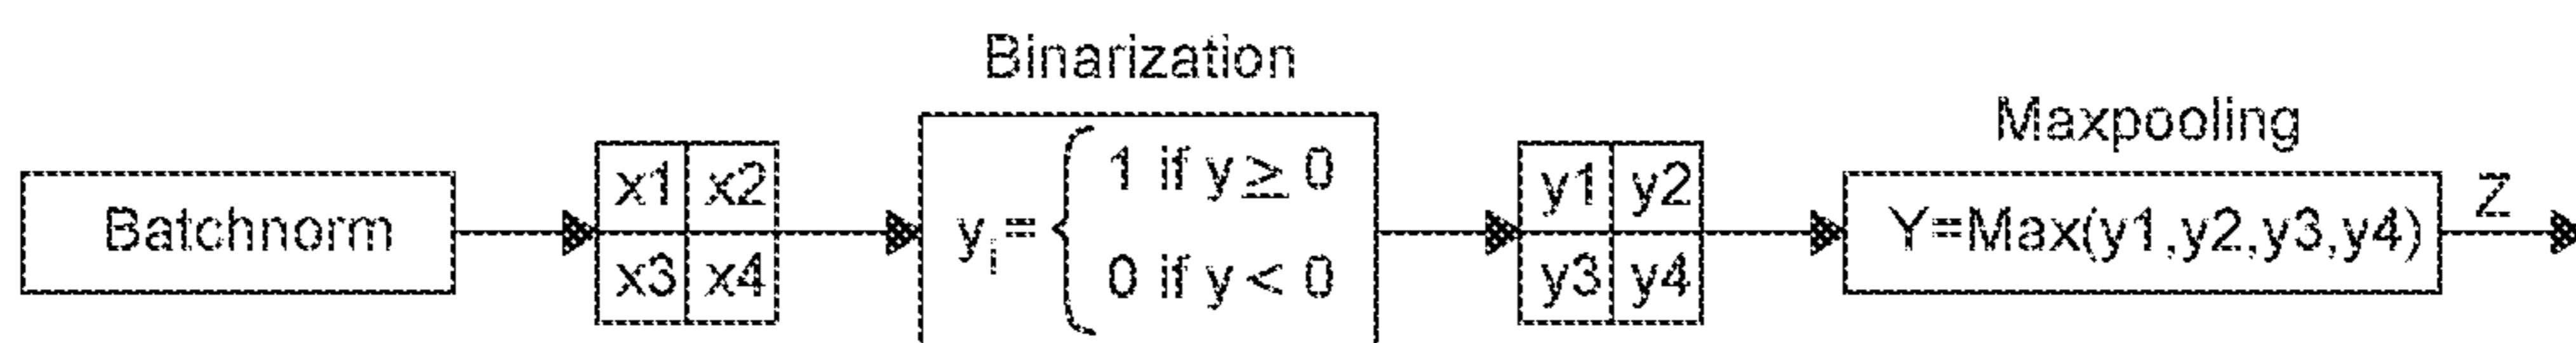 Binarization
Maxpooling
Batchnorm
x1 x2
x3 x4
yi= { 1 if y ≥ 0
0 if y < 0
y1 y2
y3 y4
Y=Max(y1,y2,y3,y4)
Z